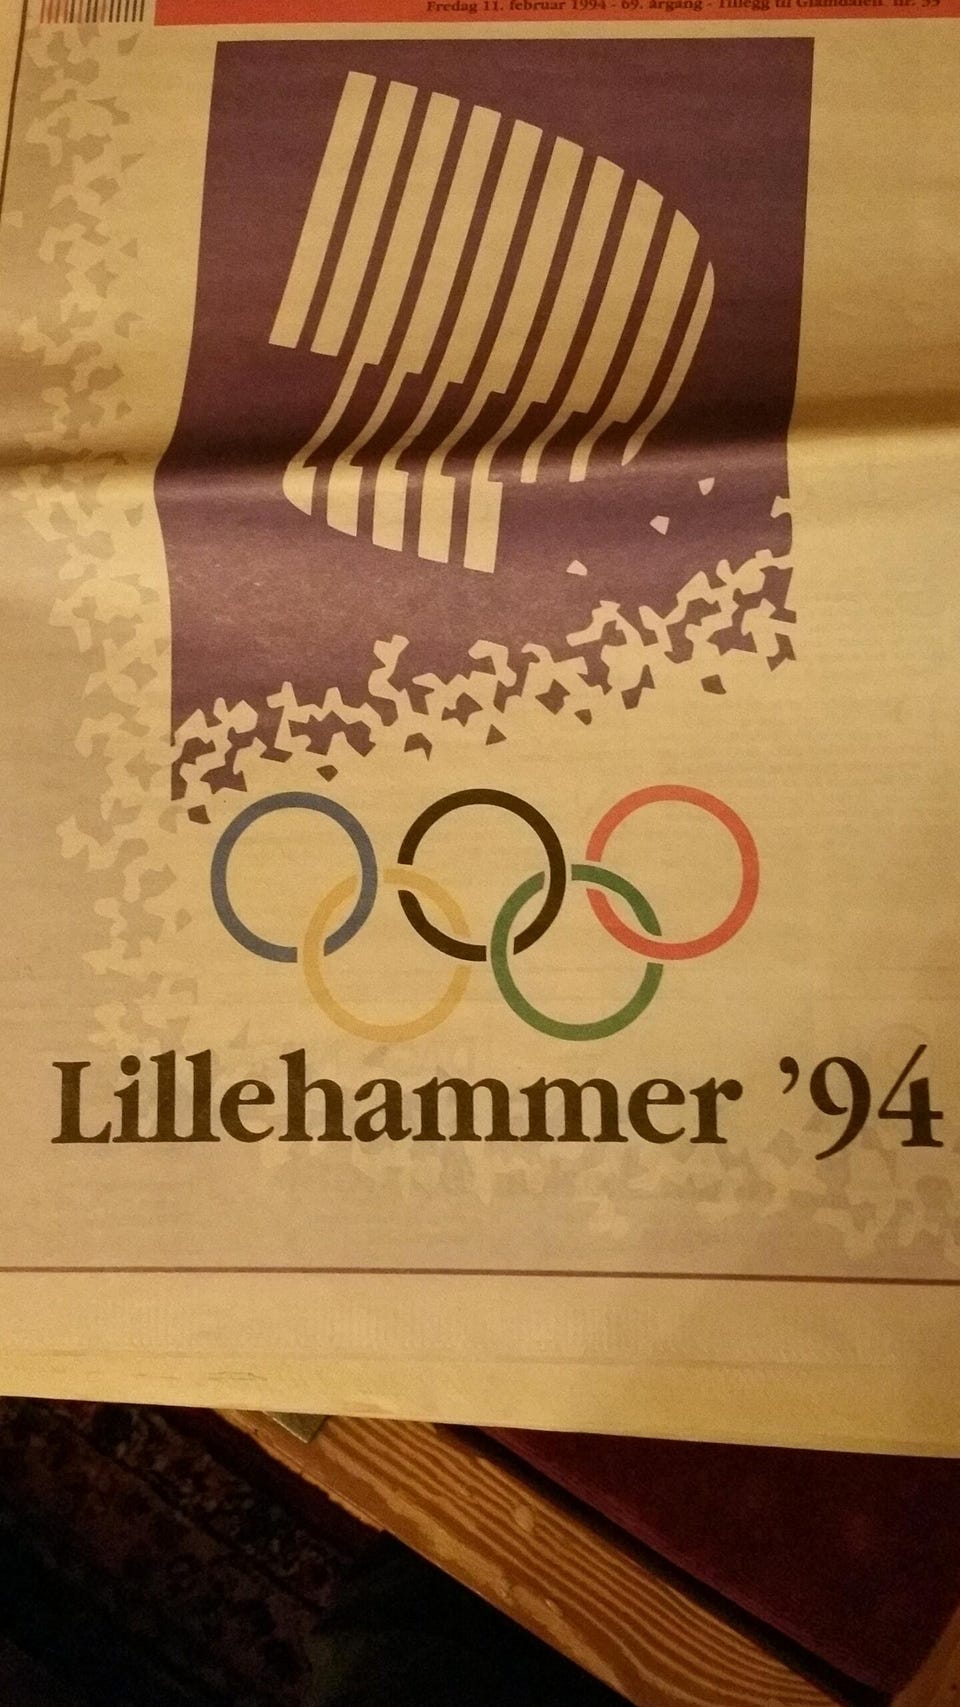 Fredag 11. februar 1994 - 69. årgang - Tillegg til Glåmdalen nr. 35
Lillehammer ’94